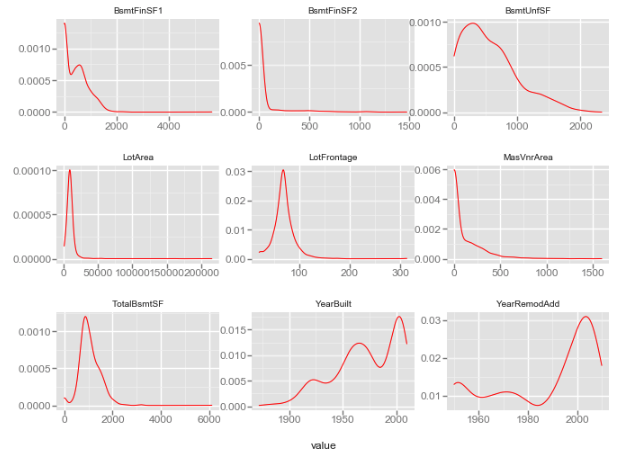 BsmtFinSF1
BsmtFinSF2
BsmtUnfSF
0.0010
0.0005
0.0000
0 2000 4000
0.005
0.000
0 500 1000 1500
0.0010
0.0005
0.0000
0 1000 2000
LotArea
LotFrontage
MasVnrArea
0.00010
0.00005
0.00000
0 50000 100000 150000 200000
0.03
0.02
0.01
0.00
100 200 300
0.006
0.004
0.002
0.000
0 500 1000 1500
TotalBsmtSF
YearBuilt
YearRemodAdd
0.0010
0.0005
0.0000
0 2000 4000 6000
0.015
0.010
0.005
0.000
1900 1950 2000
0.03
0.02
0.01
1960 1980 2000
value